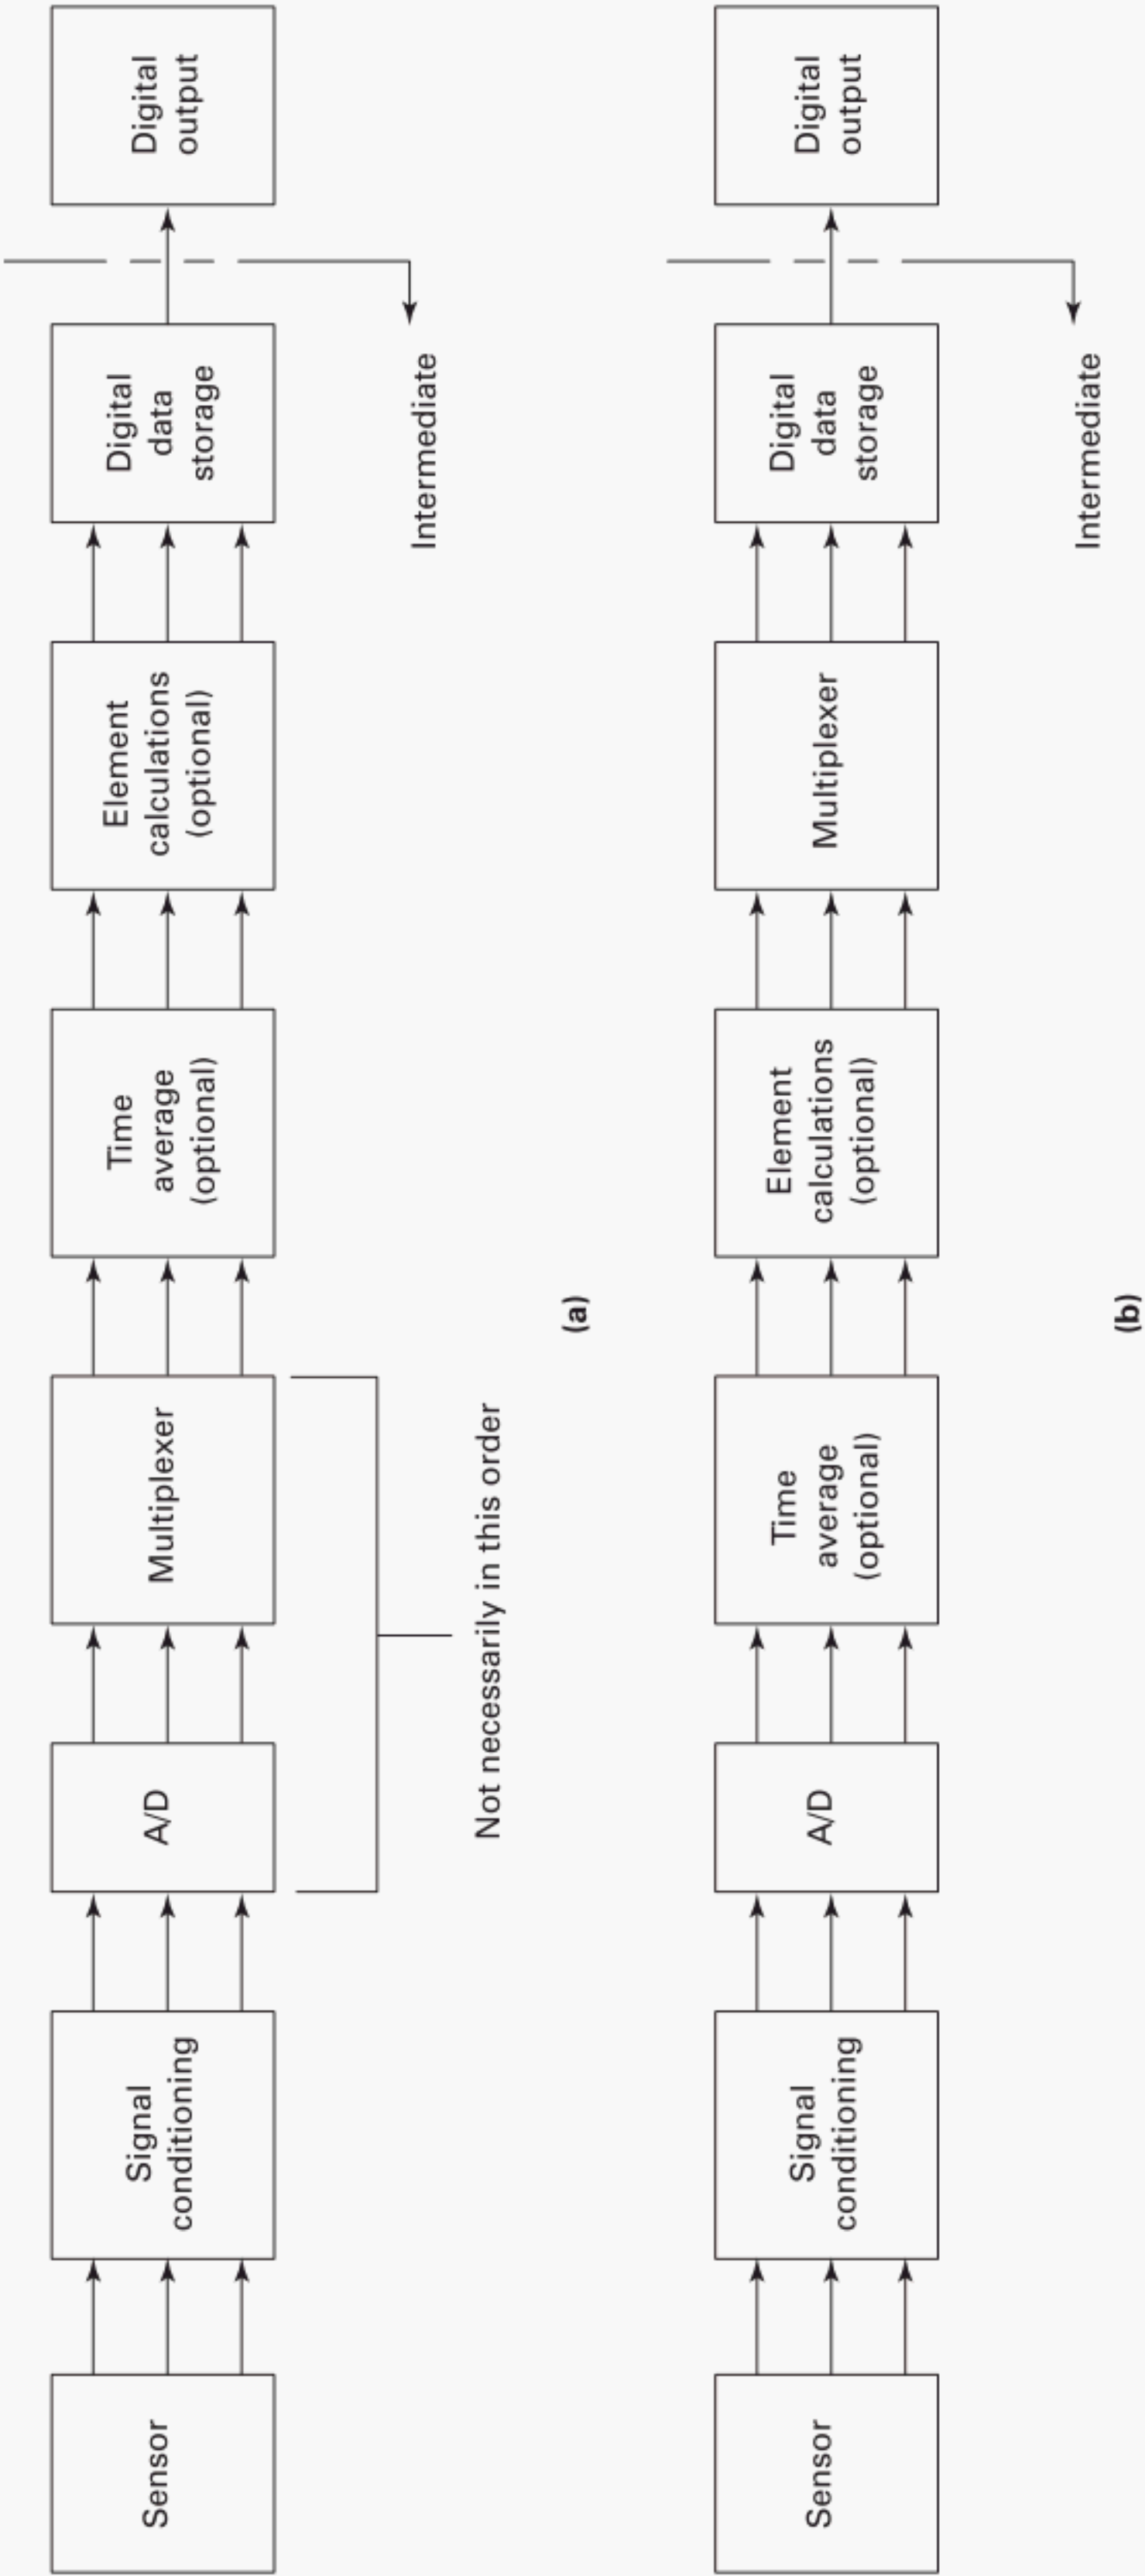 Sensor
Signal
conditioning
A/D
Multiplexer
Time
average
(optional)
Element
calculations
(optional)
Digital
data
storage
Digital
output
Not necessarily in this order
Intermediate
(a)
Sensor
Signal
conditioning
A/D
Time
average
(optional)
Element
calculations
(optional)
Multiplexer
Digital
data
storage
Digital
output
Intermediate
(b)